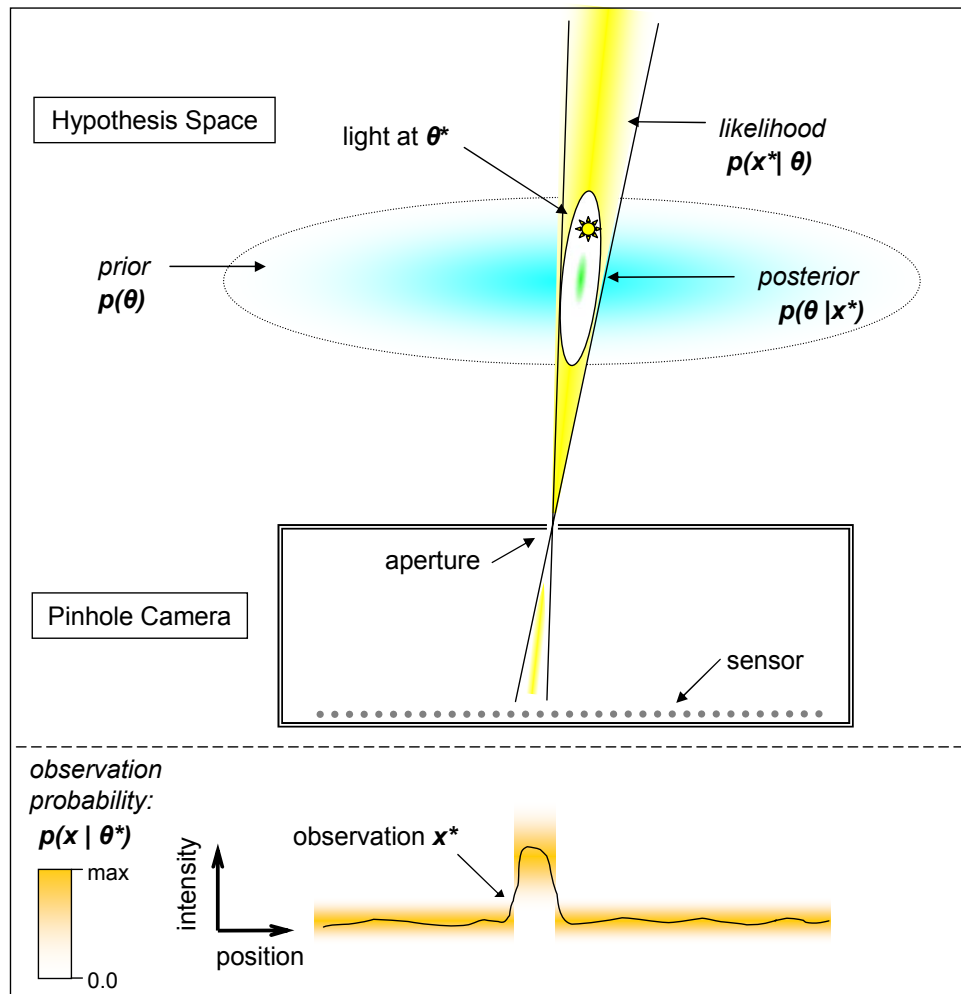 Hypothesis Space
light at θ*
likelihood
p(x*| θ)
prior
p(θ)
posterior
p(θ |x*)
aperture
Pinhole Camera
sensor
observation
probability:
p(x | θ*)
max
0.0
intensity
position
observation x*